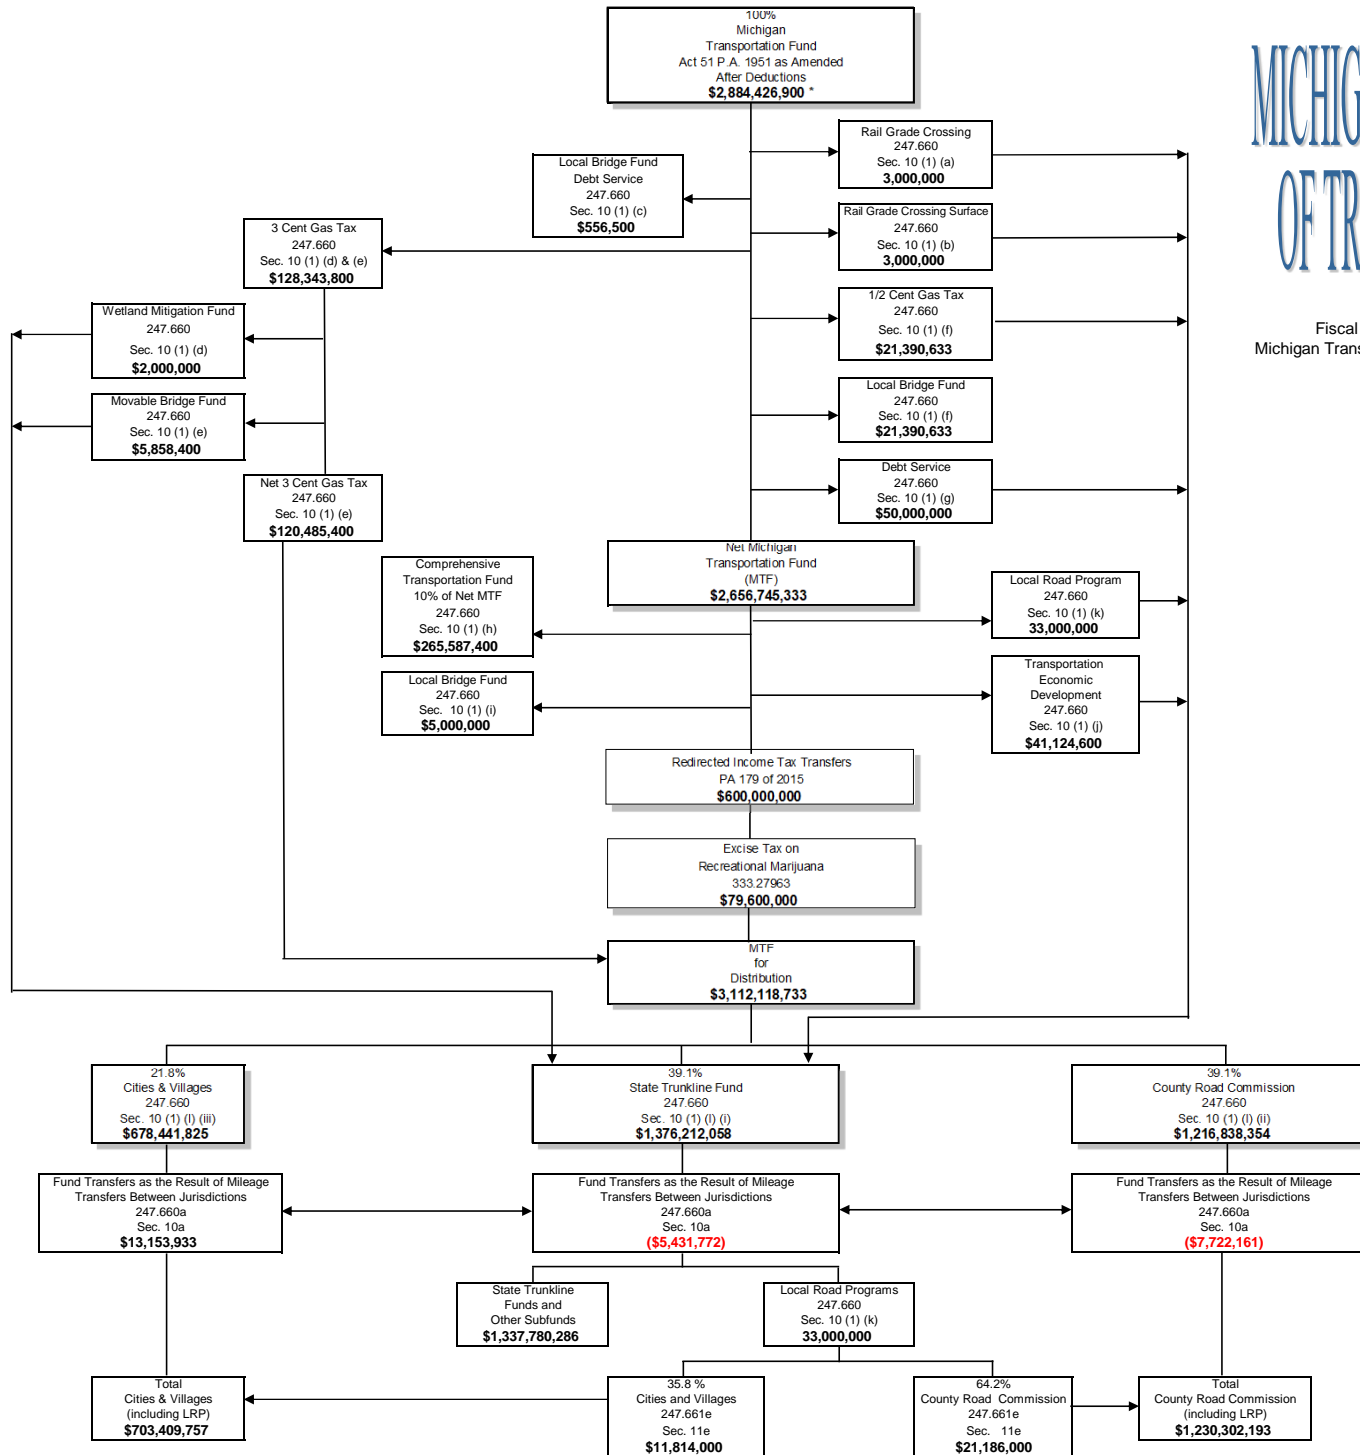 100%
Michigan
Transportation Fund
Act 51 P.A. 1951 as Amended
After Deductions
$2,884,426,900 *
MICHIG
OF TR
Fiscal
Michigan Trans
Rail Grade Crossing
247.660
Sec. 10 (1) (a)
3,000,000
Local Bridge Fund
Debt Service
247.660
Sec. 10 (1) (c)
$556,500
Rail Grade Crossing Surface
247.660
Sec. 10 (1) (b)
3,000,000
3 Cent Gas Tax
247.660
Sec. 10 (1) (d) & (e)
$128,343,800
1/2 Cent Gas Tax
247.660
Sec. 10 (1) (f)
$21,390,633
Wetland Mitigation Fund
247.660
Sec. 10 (1) (d)
$2,000,000
Local Bridge Fund
247.660
Sec. 10 (1) (f)
$21,390,633
Movable Bridge Fund
247.660
Sec. 10 (1) (e)
$5,858,400
Debt Service
247.660
Sec. 10 (1) (g)
$50,000,000
Net 3 Cent Gas Tax
247.660
Sec. 10 (1) (e)
$120,485,400
Net Michigan
Transportation Fund
(MTF)
$2,656,745,333
Comprehensive
Transportation Fund
10% of Net MTF
247.660
Sec. 10 (1) (h)
$265,587,400
Local Road Program
247.660
Sec. 10 (1) (k)
33,000,000
Local Bridge Fund
247.660
Sec. 10 (1) (i)
$5,000,000
Transportation
Economic
Development
247.660
Sec. 10 (1) (j)
$41,124,600
Redirected Income Tax Transfers
PA 179 of 2015
$600,000,000
Excise Tax on
Recreational Marijuana
333.27963
$79,600,000
MTF
for
Distribution
$3,112,118,733
21.8%
Cities & Villages
247.660
Sec. 10 (1) (l) (iii)
$678,441,825
39.1%
State Trunkline Fund
247.660
Sec. 10 (1) (l) (i)
$1,376,212,058
39.1%
County Road Commission
247.660
Sec. 10 (1) (l) (ii)
$1,216,838,354
Fund Transfers as the Result of Mileage
Transfers Between Jurisdictions
247.660a
Sec. 10a
$13,153,933
Fund Transfers as the Result of Mileage
Transfers Between Jurisdictions
247.660a
Sec. 10a
($5,431,772)
Fund Transfers as the Result of Mileage
Transfers Between Jurisdictions
247.660a
Sec. 10a
($7,722,161)
State Trunkline
Funds and
Other Subfunds
$1,337,780,286
Local Road Programs
247.660
Sec. 10 (1) (k)
33,000,000
Total
Cities & Villages
(including LRP)
$703,409,757
35.8 %
Cities and Villages
247.661e
Sec. 11e
$11,814,000
64.2%
County Road Commission
247.661e
Sec. 11e
$21,186,000
Total
County Road Commission
(including LRP)
$1,230,302,193